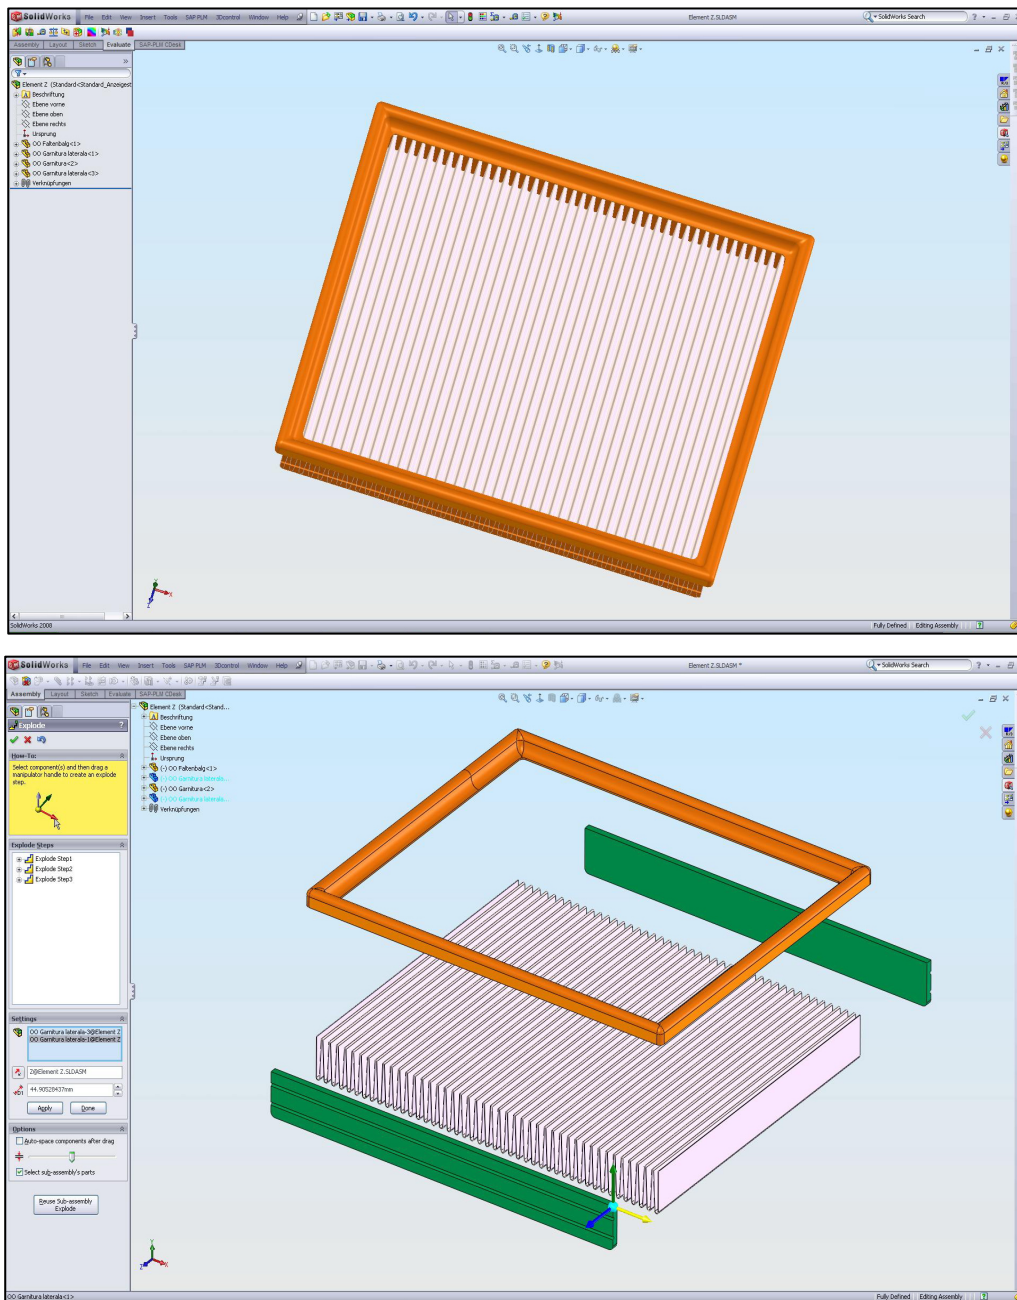 SolidWorks File Edit View Insert Tools SAP PLM 3Dcontrol Window Help Element Z.SLDASM SolidWorks Search
Assembly Layout Sketch Evaluate SAP-PLM CDesk
Element Z (Standard<Standard_Anzeigest
Beschriftung
Ebene vorne
Ebene oben
Ebene rechts
Ursprung
OO Faltenbalg<1>
OO Garnitura laterala<1>
OO Garnitura<2>
OO Garnitura laterala<3>
Verknüpfungen
SolidWorks 2008 Fully Defined Editing Assembly
SolidWorks File Edit View Insert Tools SAP PLM 3Dcontrol Window Help Element Z.SLDASM * SolidWorks Search
Assembly Layout Sketch Evaluate SAP-PLM CDesk
Explode ?
How-To:
Select component(s) and then drag a
manipulator handle to create an explode
step.
Explode Steps
Explode Step1
Explode Step2
Explode Step3
Settings
OO Garnitura laterala-3@Element Z
OO Garnitura laterala-1@Element Z
Z@Element Z.SLDASM
44.90528437mm
Apply Done
Options
Auto-space components after drag
Select sub-assembly's parts
Reuse Sub-assembly
Explode
Element Z (Standard<Stand...
Beschriftung
Ebene vorne
Ebene oben
Ebene rechts
Ursprung
(-) OO Faltenbalg<1>
(-) OO Garnitura laterala...
(-) OO Garnitura<2>
(-) OO Garnitura laterala...
Verknüpfungen
Y
Z X
OO Garnitura laterala<1> Fully Defined Editing Assembly